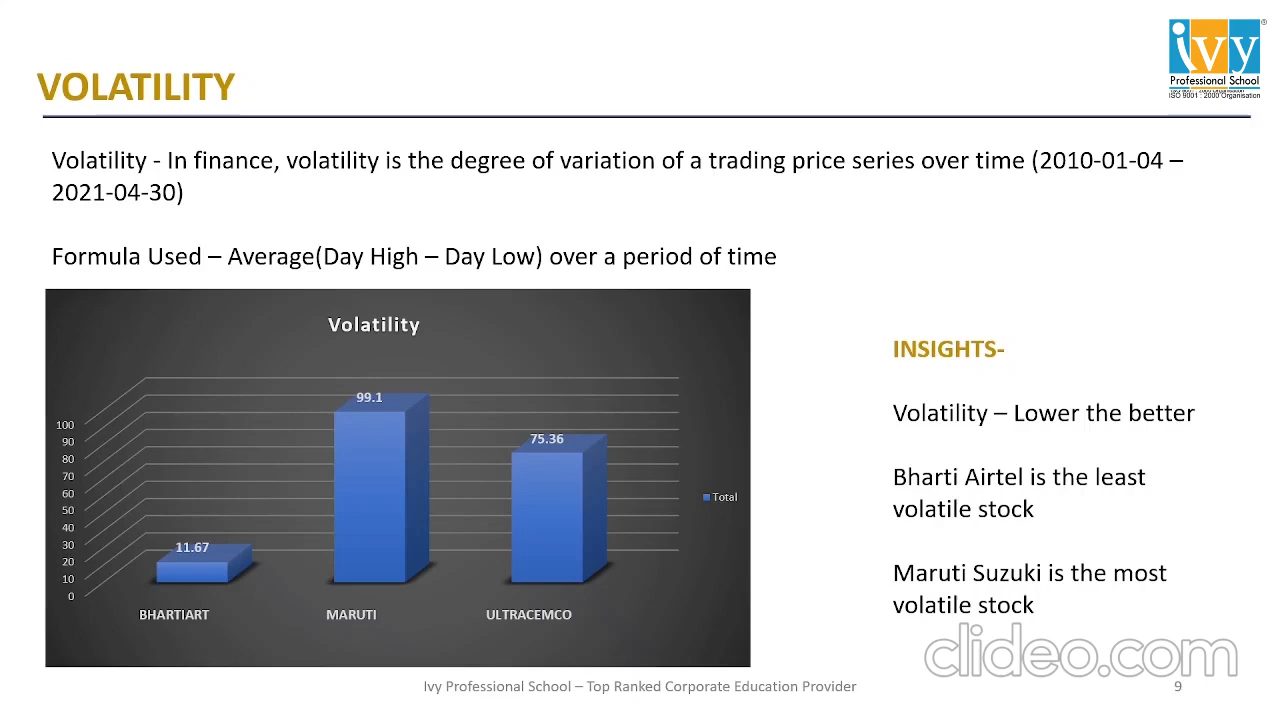 ivy
®
Professional School
ISO 9001 : 2000 Organisation
VOLATILITY
Volatility - In finance, volatility is the degree of variation of a trading price series over time (2010-01-04 –
2021-04-30)
Formula Used – Average(Day High – Day Low) over a period of time
Volatility
100
90
80
70
60
50
40
30
20
10
0
11.67
99.1
75.36
BHARTIART
MARUTI
ULTRACEMCO
Total
INSIGHTS-
Volatility – Lower the better
Bharti Airtel is the least
volatile stock
Maruti Suzuki is the most
volatile stock
clideo.com
Ivy Professional School – Top Ranked Corporate Education Provider
9